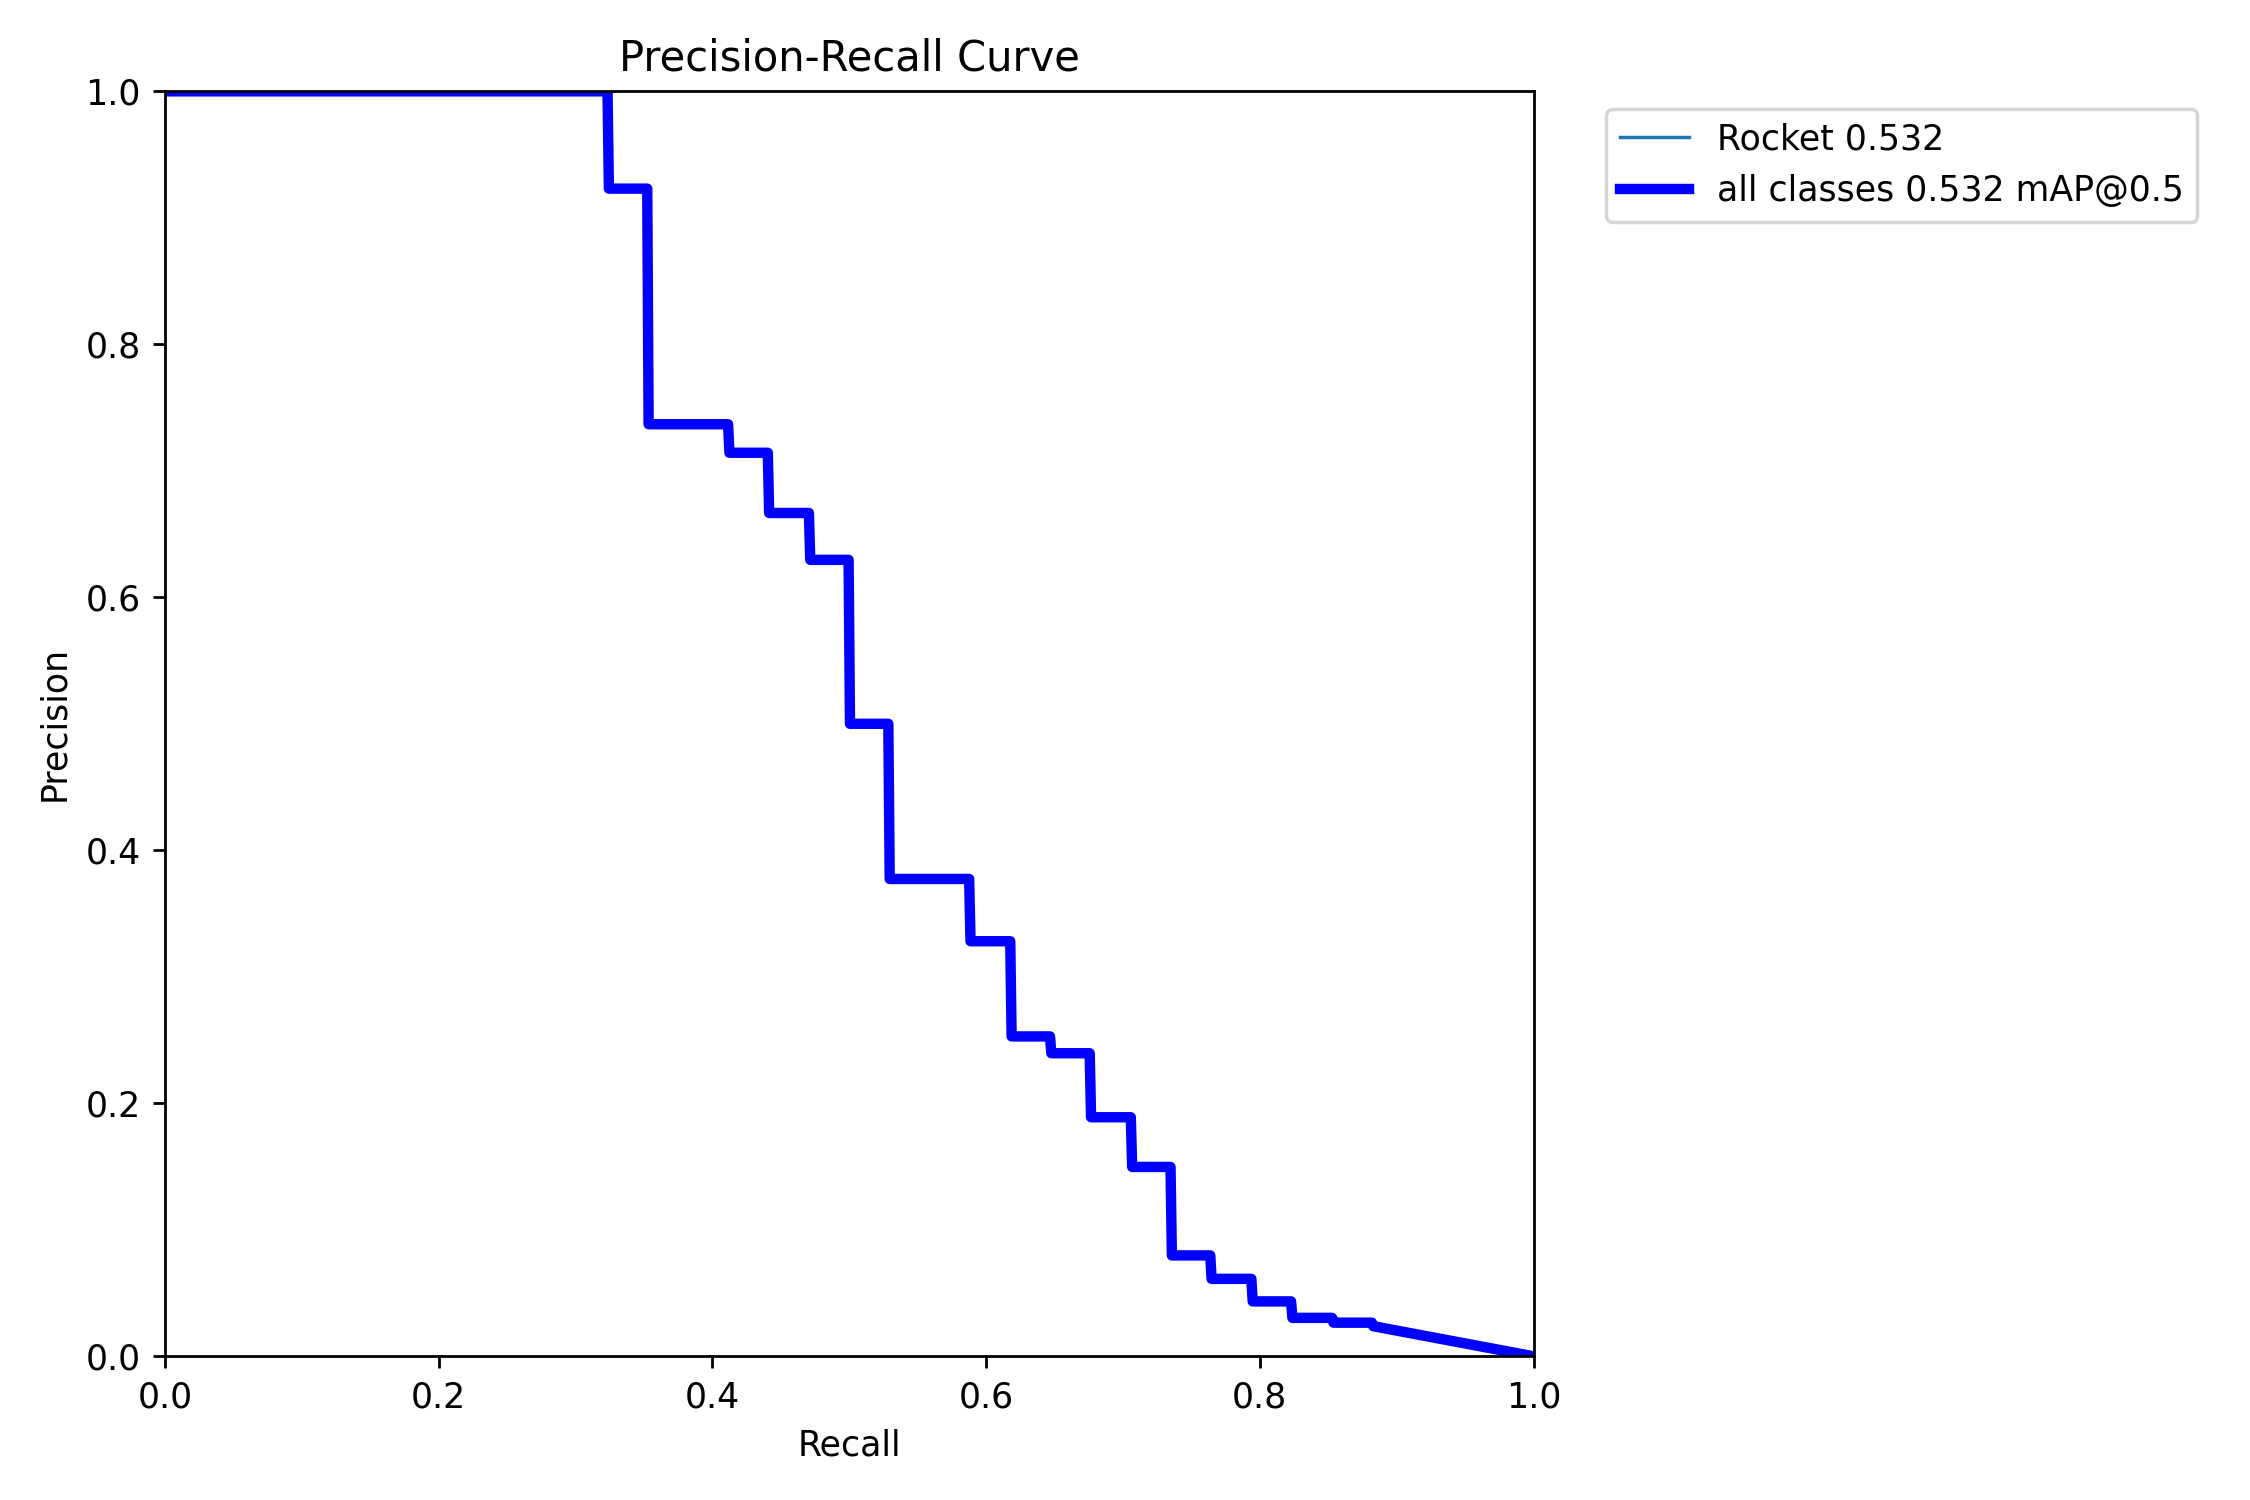 Precision-Recall Curve
Rocket 0.532
all classes 0.532 mAP@0.5
Precision
1.0
0.8
0.6
0.4
0.2
0.0
0.0 0.2 0.4 0.6 0.8 1.0
Recall